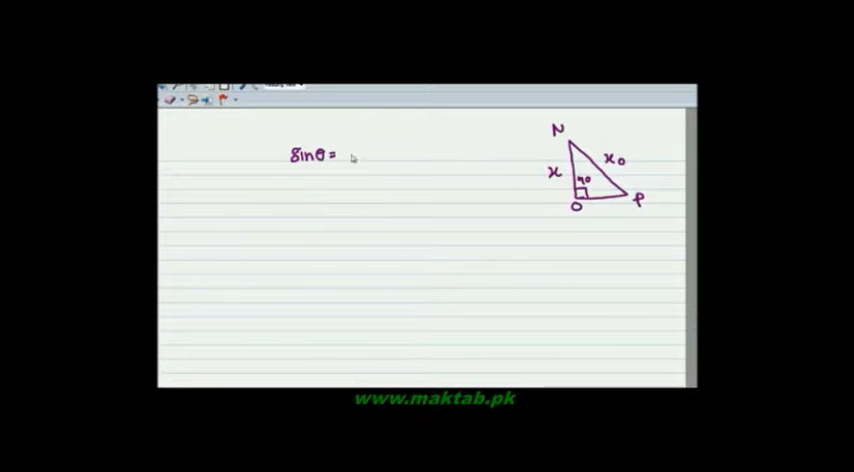 sinθ =
N
x
x₀
90
O
P
www.maktab.pk